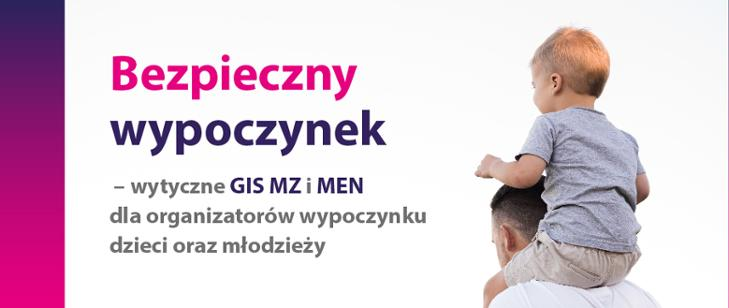 Bezpieczny
wypoczynek
– wytyczne GIS MZ i MEN
dla organizatorów wypoczynku
dzieci oraz młodzieży